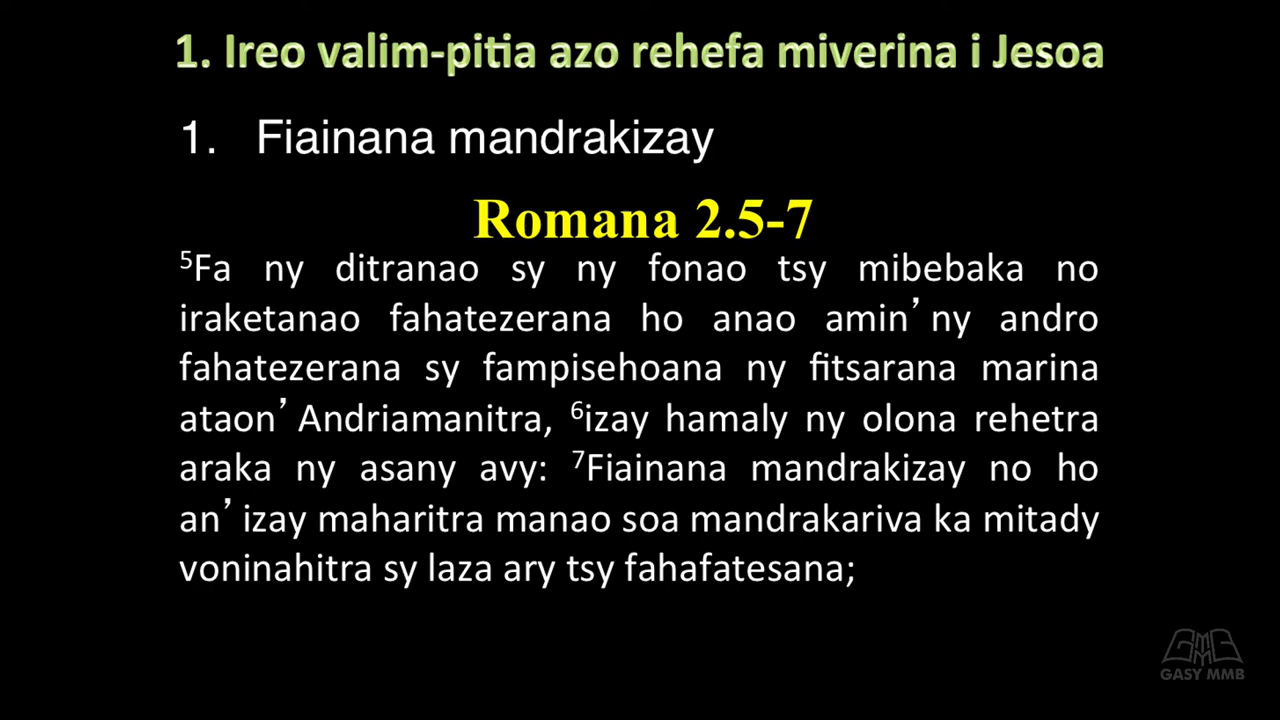 1. Ireo valim-pitia azo rehefa miverina i Jesoa
1. Fiainana mandrakizay
Romana 2.5-7
⁵Fa ny ditranao sy ny fonao tsy mibebaka no
iraketanao fahatezerana ho anao amin’ny andro
fahatezerana sy fampisehoana ny fitsarana marina
ataon’Andriamanitra, ⁶izay hamaly ny olona rehetra
araka ny asany avy: ⁷Fiainana mandrakizay no ho
an’izay maharitra manao soa mandrakariva ka mitady
voninahitra sy laza ary tsy fahafatesana;
GMMG
GASY MMB